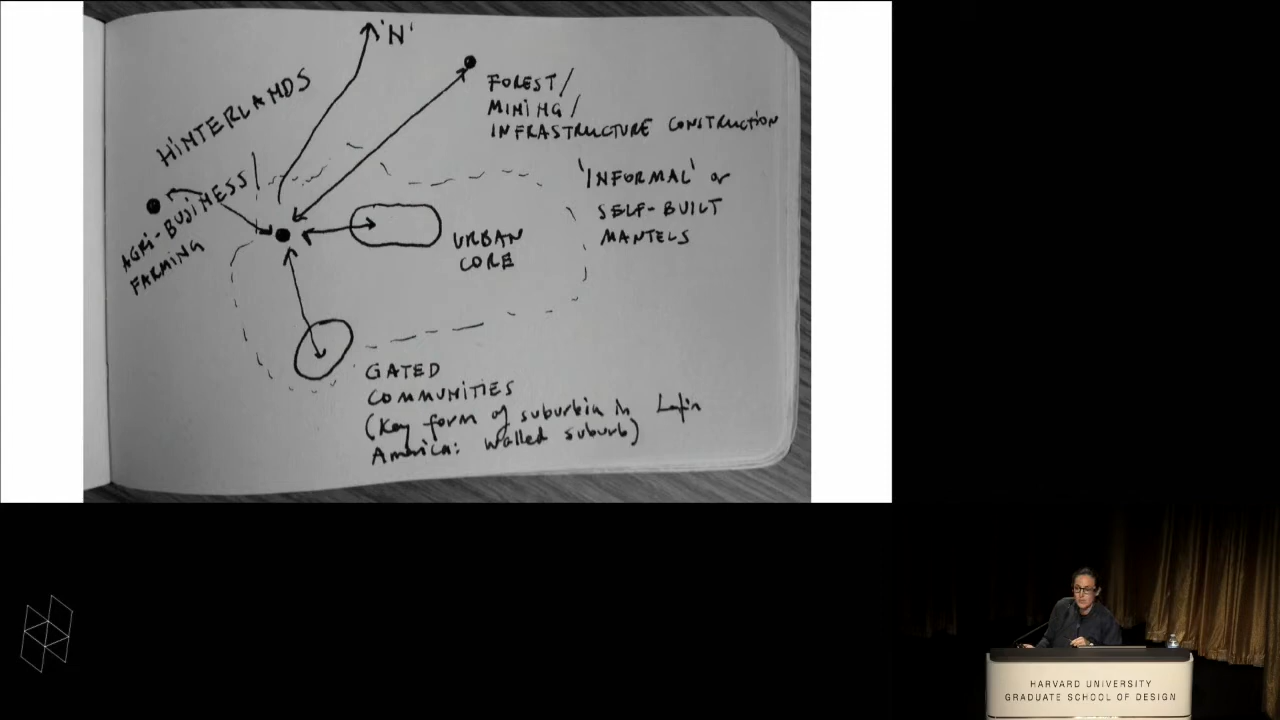 'N'
HINTERLANDS
FOREST/
MINING/
INFRASTRUCTURE CONSTRUCTION
AGRI-BUSINESS/
FARMING
'INFORMAL' or
SELF-BUILT
MANTELS
URBAN
CORE
GATED
COMMUNITIES
(Key form of suburbia in Latin
America: walled suburb)
HARVARD UNIVERSITY
GRADUATE SCHOOL OF DESIGN